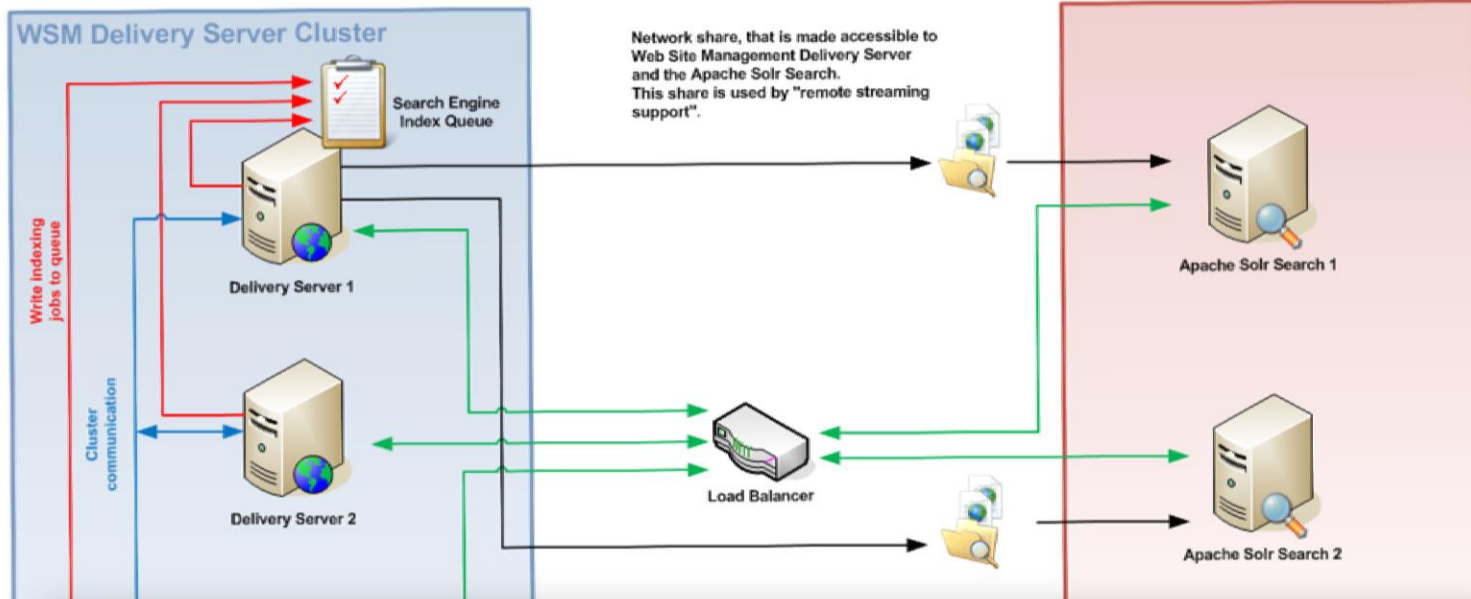 WSM Delivery Server Cluster
Network share, that is made accessible to
Web Site Management Delivery Server
and the Apache Solr Search.
This share is used by "remote streaming
support".
Search Engine
Index Queue
Write indexing
jobs to queue
Delivery Server 1
Apache Solr Search 1
Cluster
communication
Delivery Server 2
Load Balancer
Apache Solr Search 2